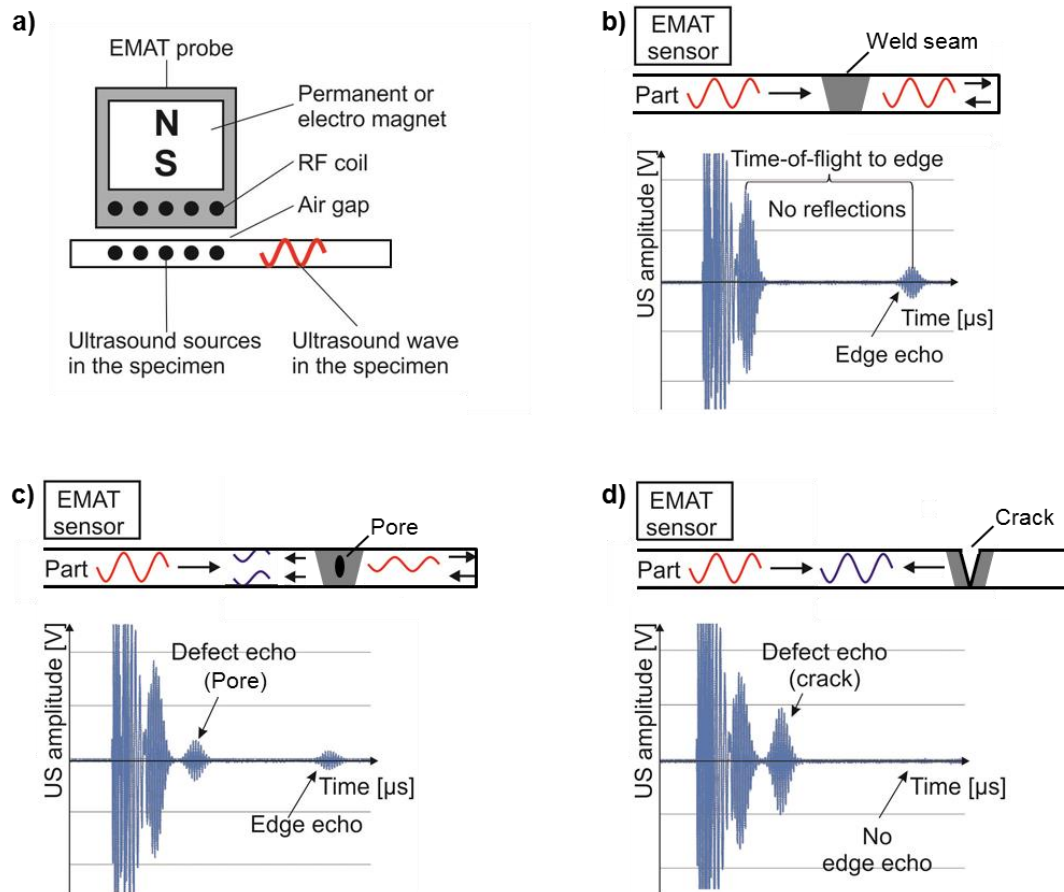 a)
EMAT probe
N
S
Permanent or
electro magnet
RF coil
Air gap
Ultrasound sources
in the specimen
Ultrasound wave
in the specimen
b)
EMAT
sensor
Weld seam
Part
US amplitude [V]
Time-of-flight to edge
No reflections
Time [µs]
Edge echo
c)
EMAT
sensor
Pore
Part
US amplitude [V]
Defect echo
(Pore)
Time [µs]
Edge echo
d)
EMAT
sensor
Crack
Part
US amplitude [V]
Defect echo
(crack)
Time [µs]
No
edge echo